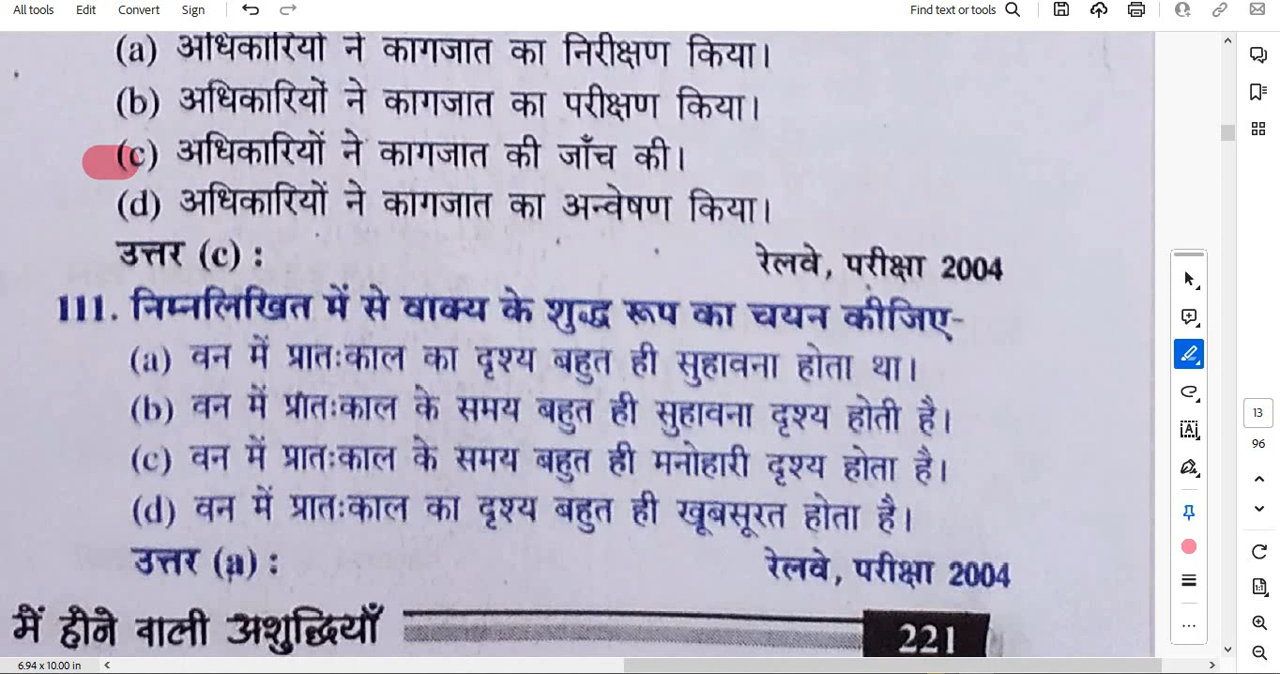 All tools Edit Convert Sign Find text or tools
(a) अधिकारियों ने कागजात का निरीक्षण किया।
(b) अधिकारियों ने कागजात का परीक्षण किया।
(c) अधिकारियों ने कागजात की जाँच की।
(d) अधिकारियों ने कागजात का अन्वेषण किया।
उत्तर (c) : रेलवे, परीक्षा 2004
111. निम्नलिखित में से वाक्य के शुद्ध रूप का चयन कीजिए-
(a) वन में प्रातःकाल का दृश्य बहुत ही सुहावना होता था।
(b) वन में प्रातःकाल के समय बहुत ही सुहावना दृश्य होती है।
(c) वन में प्रातःकाल के समय बहुत ही मनोहारी दृश्य होता है।
(d) वन में प्रातःकाल का दृश्य बहुत ही खूबसूरत होता है।
उत्तर (a) : रेलवे, परीक्षा 2004
में होने वाली अशुद्धियाँ 221
13
96
6.94 x 10.00 in